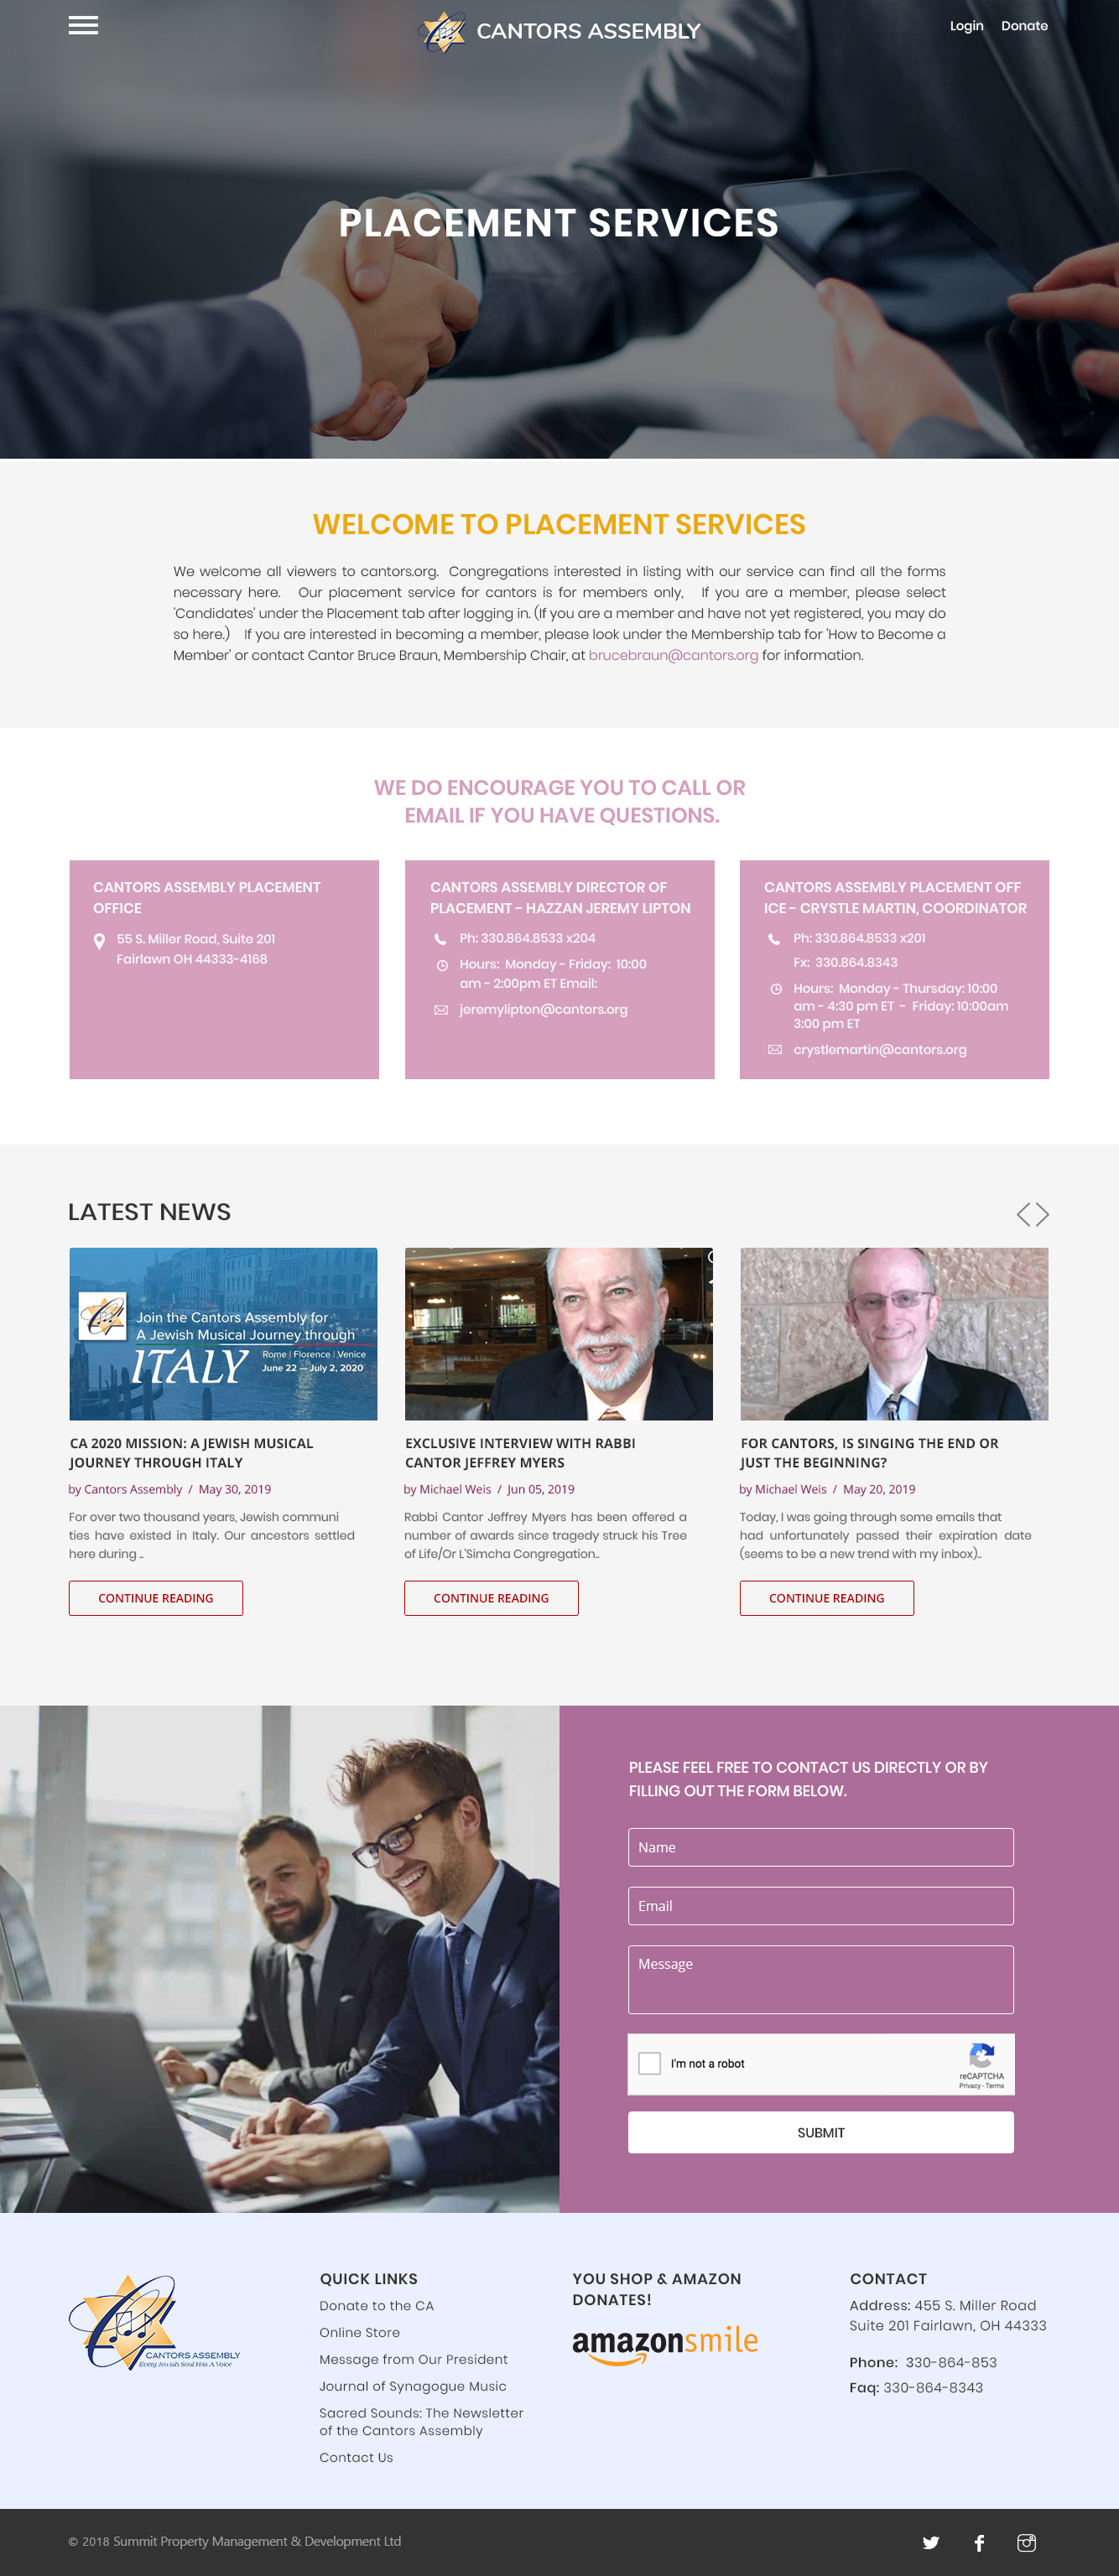 CANTORS ASSEMBLY
Login Donate
PLACEMENT SERVICES
WELCOME TO PLACEMENT SERVICES
We welcome all viewers to cantors.org. Congregations interested in listing with our service can find all the forms
necessary here. Our placement service for cantors is for members only, If you are a member, please select
'Candidates' under the Placement tab after logging in. (If you are a member and have not yet registered, you may do
so here.) If you are interested in becoming a member, please look under the Membership tab for 'How to Become a
Member' or contact Cantor Bruce Braun, Membership Chair, at brucebraun@cantors.org for information.
WE DO ENCOURAGE YOU TO CALL OR
EMAIL IF YOU HAVE QUESTIONS.
CANTORS ASSEMBLY PLACEMENT
OFFICE
55 S. Miller Road, Suite 201
Fairlawn OH 44333-4168
CANTORS ASSEMBLY DIRECTOR OF
PLACEMENT - HAZZAN JEREMY LIPTON
Ph: 330.864.8533 x204
Hours: Monday - Friday: 10:00
am - 2:00pm ET Email:
jeremylipton@cantors.org
CANTORS ASSEMBLY PLACEMENT OFF
ICE - CRYSTLE MARTIN, COORDINATOR
Ph: 330.864.8533 x201
Fx: 330.864.8343
Hours: Monday - Thursday: 10:00
am - 4:30 pm ET - Friday: 10:00am
3:00 pm ET
crystlemartin@cantors.org
LATEST NEWS
Join the Cantors Assembly for
A Jewish Musical Journey through
ITALY
Rome | Florence | Venice
June 22 — July 2, 2020
CA 2020 MISSION: A JEWISH MUSICAL
JOURNEY THROUGH ITALY
by Cantors Assembly / May 30, 2019
For over two thousand years, Jewish communi
ties have existed in Italy. Our ancestors settled
here during ..
CONTINUE READING
EXCLUSIVE INTERVIEW WITH RABBI
CANTOR JEFFREY MYERS
by Michael Weis / Jun 05, 2019
Rabbi Cantor Jeffrey Myers has been offered a
number of awards since tragedy struck his Tree
of Life/Or L'Simcha Congregation..
CONTINUE READING
FOR CANTORS, IS SINGING THE END OR
JUST THE BEGINNING?
by Michael Weis / May 20, 2019
Today, I was going through some emails that
had unfortunately passed their expiration date
(seems to be a new trend with my inbox)..
CONTINUE READING
PLEASE FEEL FREE TO CONTACT US DIRECTLY OR BY
FILLING OUT THE FORM BELOW.
Name
Email
Message
I'm not a robot
reCAPTCHA
Privacy - Terms
SUBMIT
CANTORS ASSEMBLY
Every Jewish Soul Has A Voice
QUICK LINKS
Donate to the CA
Online Store
Message from Our President
Journal of Synagogue Music
Sacred Sounds: The Newsletter
of the Cantors Assembly
Contact Us
YOU SHOP & AMAZON
DONATES!
amazonsmile
CONTACT
Address: 455 S. Miller Road
Suite 201 Fairlawn, OH 44333
Phone: 330-864-853
Faq: 330-864-8343
© 2018 Summit Property Management & Development Ltd